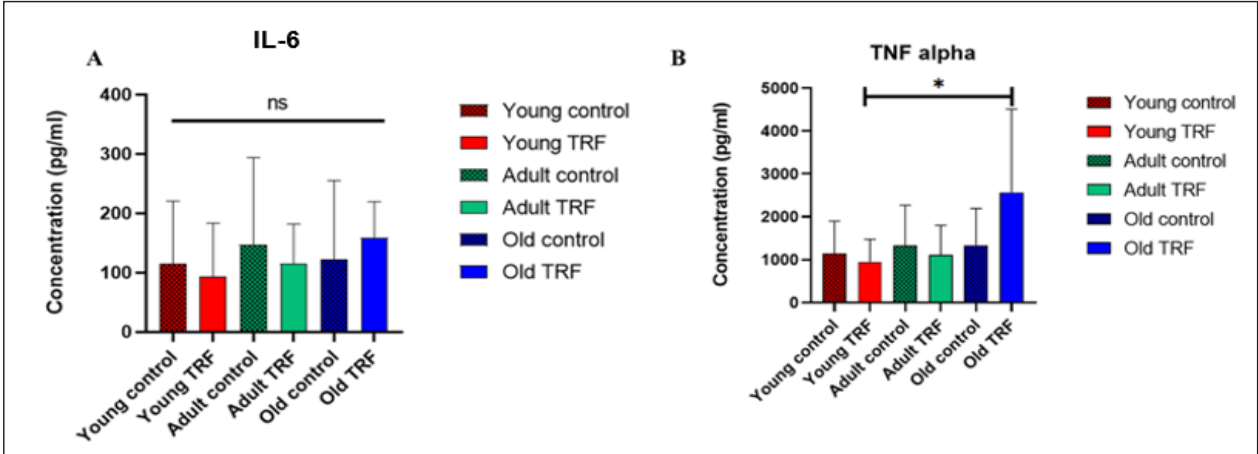 A
IL-6
Concentration (pg/ml)
400
300
200
100
0
ns
Young control
Young TRF
Adult control
Adult TRF
Old control
Old TRF
Young control
Young TRF
Adult control
Adult TRF
Old control
Old TRF
B
TNF alpha
Concentration (pg/ml)
5000
4000
3000
2000
1000
0
*
Young control
Young TRF
Adult control
Adult TRF
Old control
Old TRF
Young control
Young TRF
Adult control
Adult TRF
Old control
Old TRF